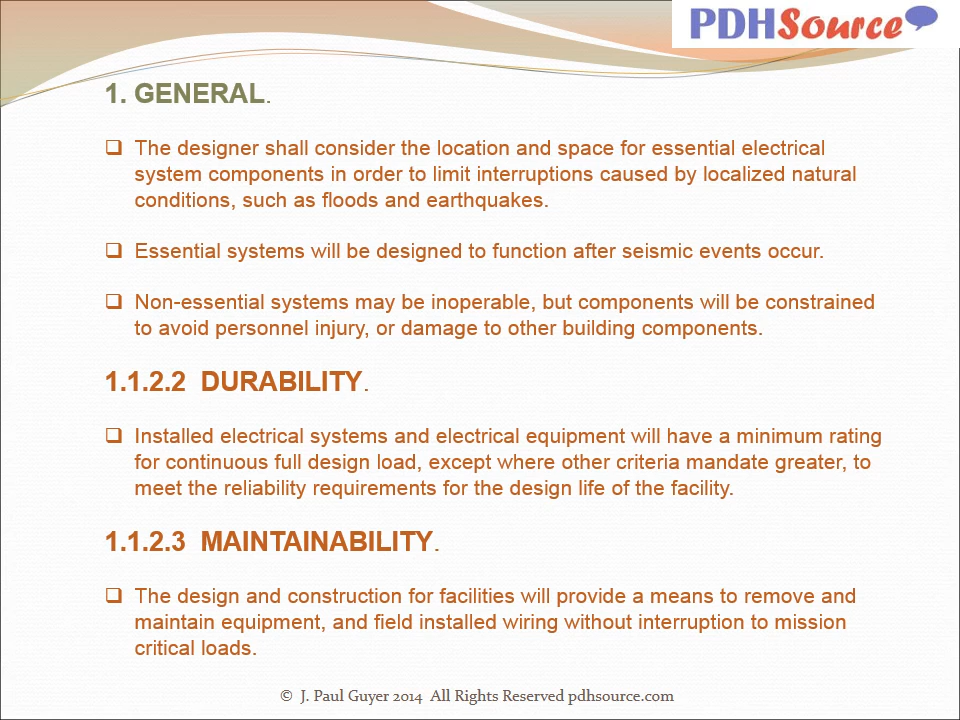 PDHSource
1. GENERAL.
❑ The designer shall consider the location and space for essential electrical
system components in order to limit interruptions caused by localized natural
conditions, such as floods and earthquakes.
❑ Essential systems will be designed to function after seismic events occur.
❑ Non-essential systems may be inoperable, but components will be constrained
to avoid personnel injury, or damage to other building components.
1.1.2.2 DURABILITY.
❑ Installed electrical systems and electrical equipment will have a minimum rating
for continuous full design load, except where other criteria mandate greater, to
meet the reliability requirements for the design life of the facility.
1.1.2.3 MAINTAINABILITY.
❑ The design and construction for facilities will provide a means to remove and
maintain equipment, and field installed wiring without interruption to mission
critical loads.
© J. Paul Guyer 2014 All Rights Reserved pdhsource.com